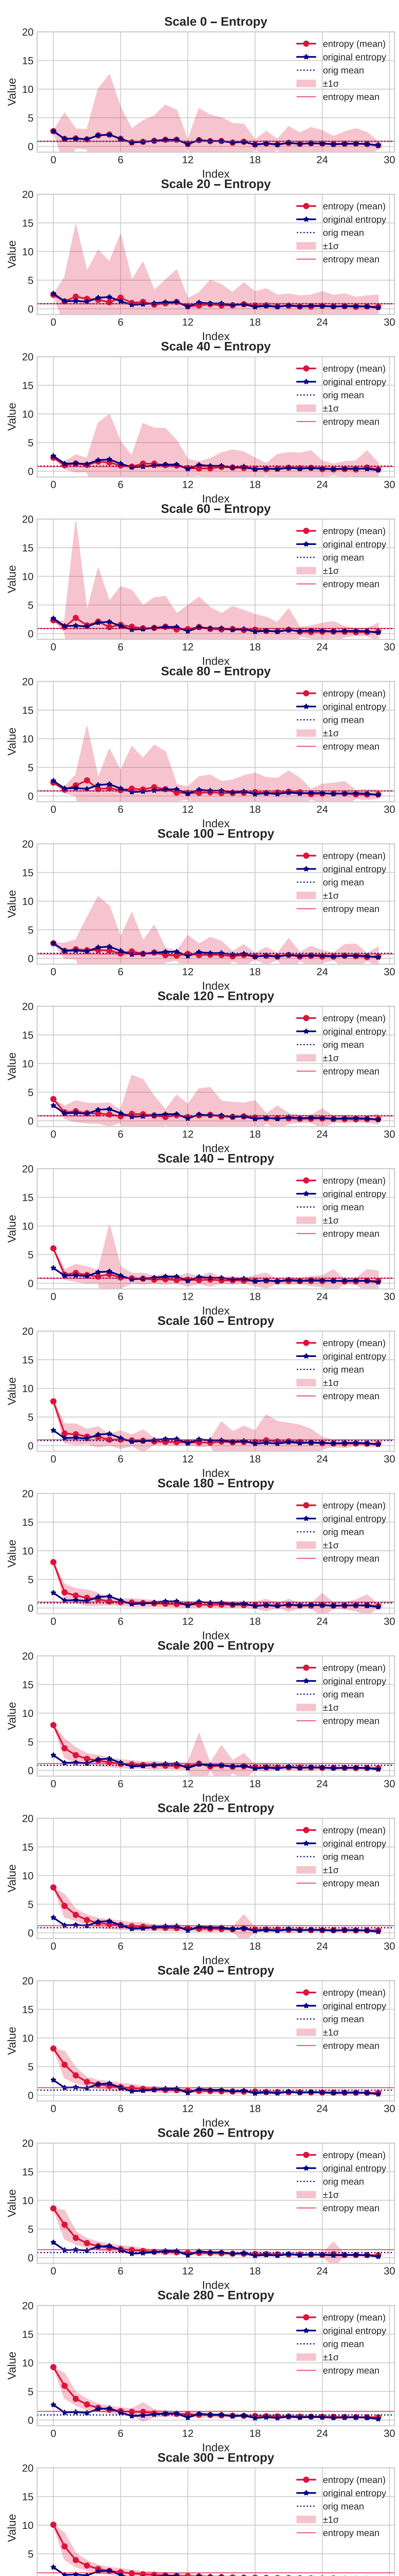 Scale 0 – Entropy
Value
20
15
10
5
0
entropy (mean)
original entropy
orig mean
±1σ
entropy mean
0 6 12 18 24 30
Index
Scale 20 – Entropy
Value
20
15
10
5
0
entropy (mean)
original entropy
orig mean
±1σ
entropy mean
0 6 12 18 24 30
Index
Scale 40 – Entropy
Value
20
15
10
5
0
entropy (mean)
original entropy
orig mean
±1σ
entropy mean
0 6 12 18 24 30
Index
Scale 60 – Entropy
Value
20
15
10
5
0
entropy (mean)
original entropy
orig mean
±1σ
entropy mean
0 6 12 18 24 30
Index
Scale 80 – Entropy
Value
20
15
10
5
0
entropy (mean)
original entropy
orig mean
±1σ
entropy mean
0 6 12 18 24 30
Index
Scale 100 – Entropy
Value
20
15
10
5
0
entropy (mean)
original entropy
orig mean
±1σ
entropy mean
0 6 12 18 24 30
Index
Scale 120 – Entropy
Value
20
15
10
5
0
entropy (mean)
original entropy
orig mean
±1σ
entropy mean
0 6 12 18 24 30
Index
Scale 140 – Entropy
Value
20
15
10
5
0
entropy (mean)
original entropy
orig mean
±1σ
entropy mean
0 6 12 18 24 30
Index
Scale 160 – Entropy
Value
20
15
10
5
0
entropy (mean)
original entropy
orig mean
±1σ
entropy mean
0 6 12 18 24 30
Index
Scale 180 – Entropy
Value
20
15
10
5
0
entropy (mean)
original entropy
orig mean
±1σ
entropy mean
0 6 12 18 24 30
Index
Scale 200 – Entropy
Value
20
15
10
5
0
entropy (mean)
original entropy
orig mean
±1σ
entropy mean
0 6 12 18 24 30
Index
Scale 220 – Entropy
Value
20
15
10
5
0
entropy (mean)
original entropy
orig mean
±1σ
entropy mean
0 6 12 18 24 30
Index
Scale 240 – Entropy
Value
20
15
10
5
0
entropy (mean)
original entropy
orig mean
±1σ
entropy mean
0 6 12 18 24 30
Index
Scale 260 – Entropy
Value
20
15
10
5
0
entropy (mean)
original entropy
orig mean
±1σ
entropy mean
0 6 12 18 24 30
Index
Scale 280 – Entropy
Value
20
15
10
5
0
entropy (mean)
original entropy
orig mean
±1σ
entropy mean
0 6 12 18 24 30
Index
Scale 300 – Entropy
Value
20
15
10
5
entropy (mean)
original entropy
orig mean
±1σ
entropy mean